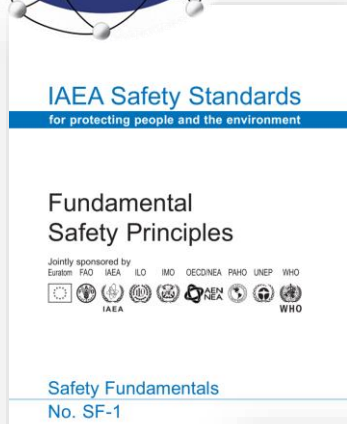 IAEA Safety Standards
for protecting people and the environment
Fundamental
Safety Principles
Jointly sponsored by
Euratom FAO IAEA ILO IMO OECD/NEA PAHO UNEP WHO
AEN
NEA
IAEA
WHO
Safety Fundamentals
No. SF-1